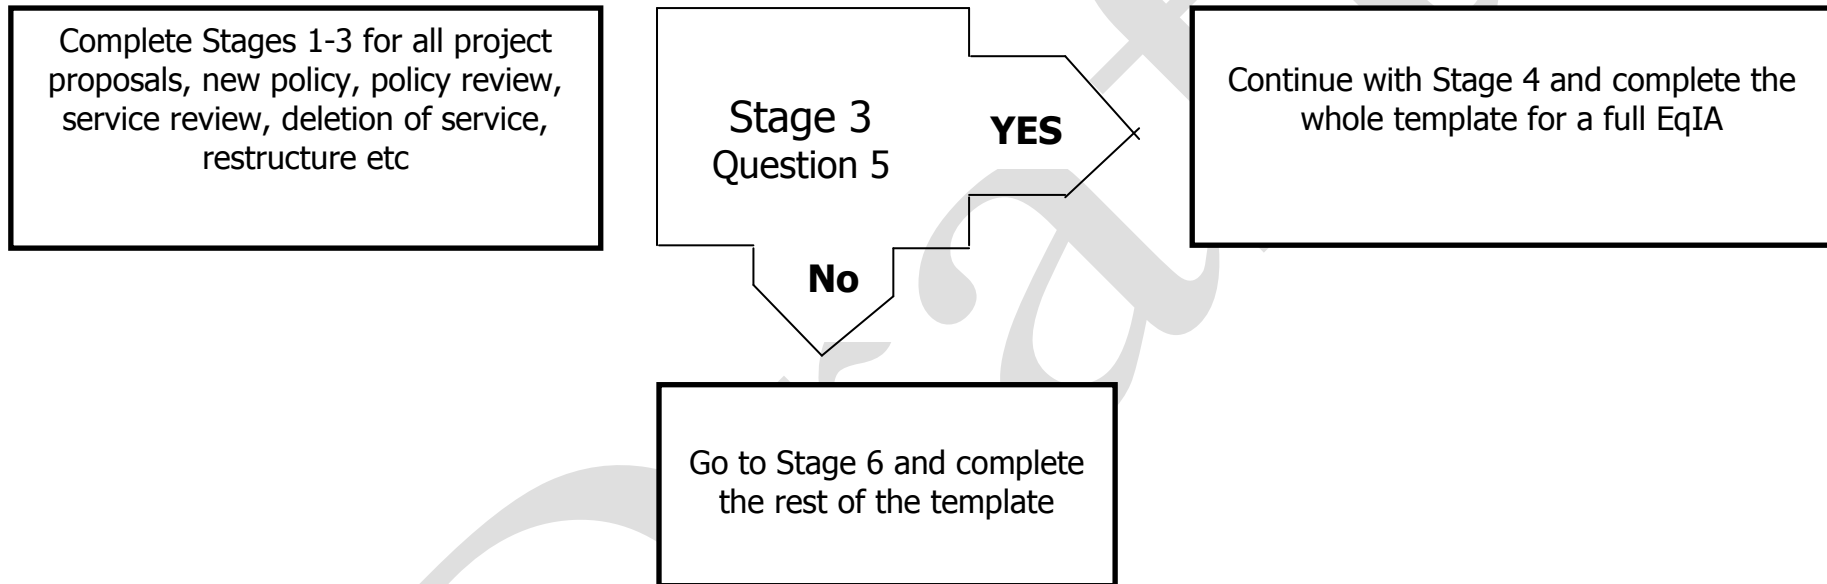 Complete Stages 1-3 for all project
proposals, new policy, policy review,
service review, deletion of service,
restructure etc
Stage 3
Question 5
YES
Continue with Stage 4 and complete the
whole template for a full EqIA
No
Go to Stage 6 and complete
the rest of the template